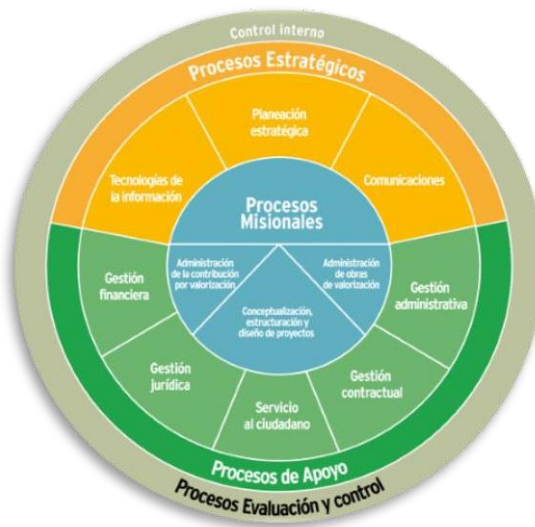 Control interno
Procesos Estratégicos
Planeación
estratégica
Tecnologías de
la información
Comunicaciones
Procesos
Misionales
Administración
de la contribución
por valorización
Administración
de obras
de valorización
Conceptualización,
estructuración y
diseño de proyectos
Gestión
financiera
Gestión
administrativa
Gestión
jurídica
Gestión
contractual
Servicio
al ciudadano
Procesos de Apoyo
Procesos Evaluación y control